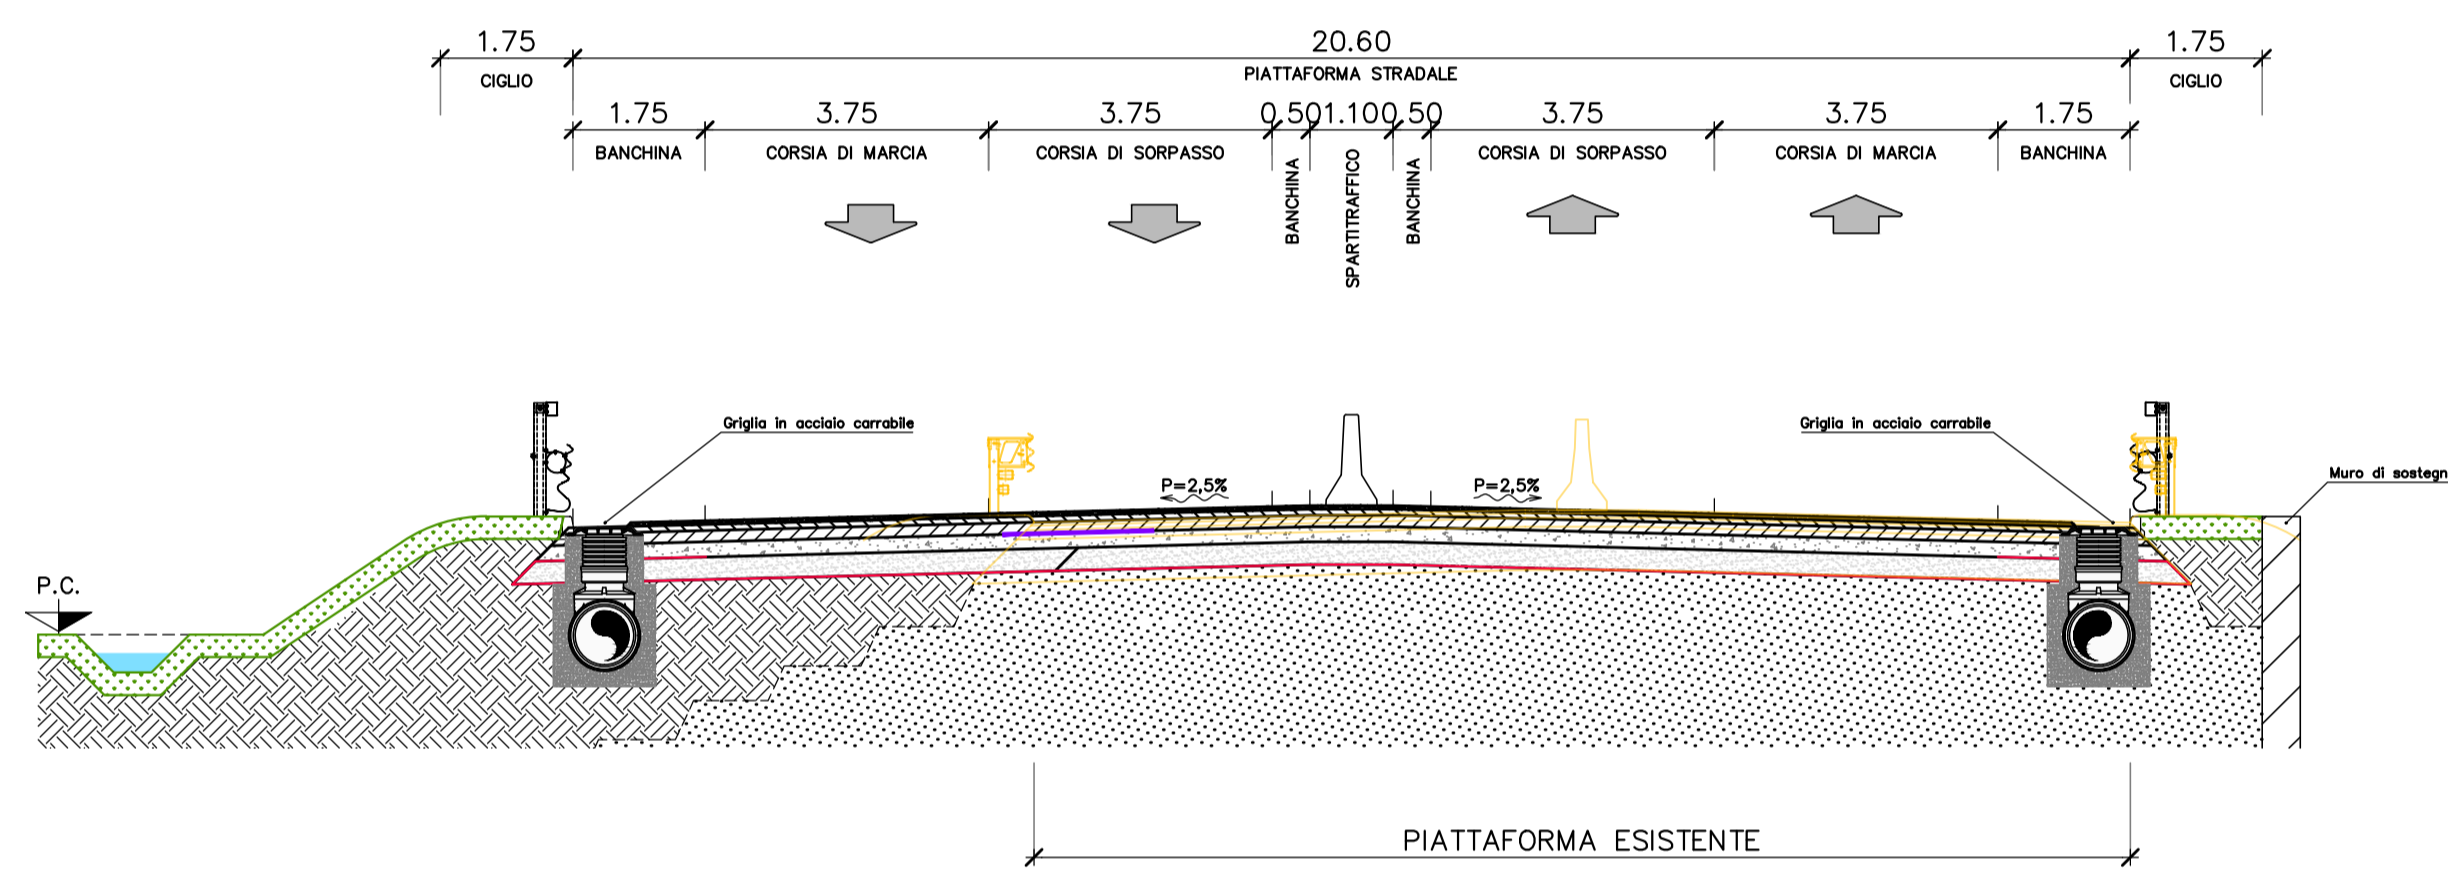 1.75 20.60 1.75
CIGLIO PIATTAFORMA STRADALE CIGLIO
1.75 3.75 3.75 0.50 1.10 0.50 3.75 3.75 1.75
BANCHINA CORSIA DI MARCIA CORSIA DI SORPASSO BANCHINA SPARTITRAFFICO BANCHINA CORSIA DI SORPASSO CORSIA DI MARCIA BANCHINA
Griglia in acciaio carrabile Griglia in acciaio carrabile
P=2,5% P=2,5%
Muro di sostegn
P.C.
PIATTAFORMA ESISTENTE